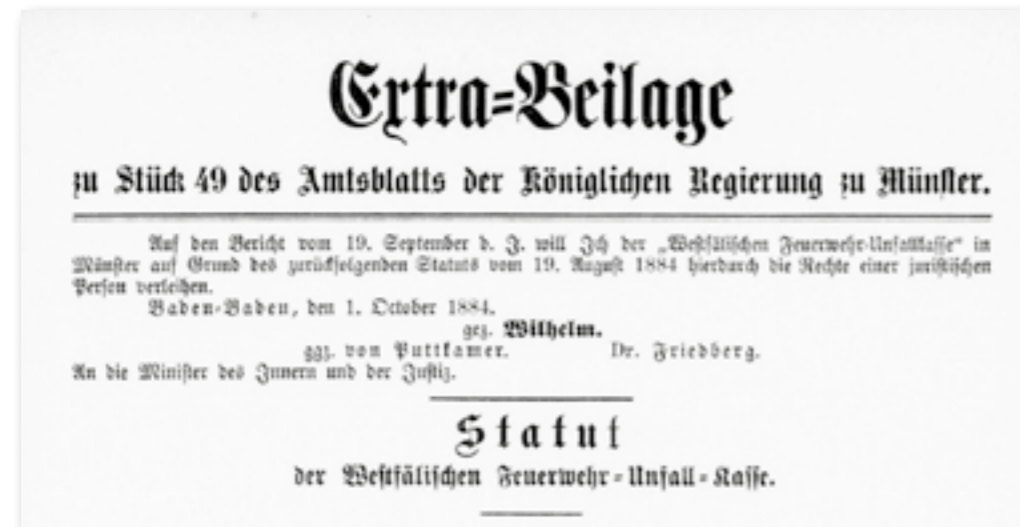 Extra=Beilage
zu Stück 49 des Amtsblatts der Königlichen Regierung zu Münster.
Auf den Bericht vom 19. September d. J. will Ich der „Westfälischen Feuerwehr-Unfallkasse“ in
Münster auf Grund des zurückfolgenden Statuts vom 19. August 1884 hierdurch die Rechte einer juristischen
Person verleihen.
Baden-Baden, den 1. October 1884.
gez. Wilhelm.
ggz. von Puttkamer. Dr. Friedberg.
An die Minister des Innern und der Justiz.
Statut
der Westfälischen Feuerwehr=Unfall=Kasse.